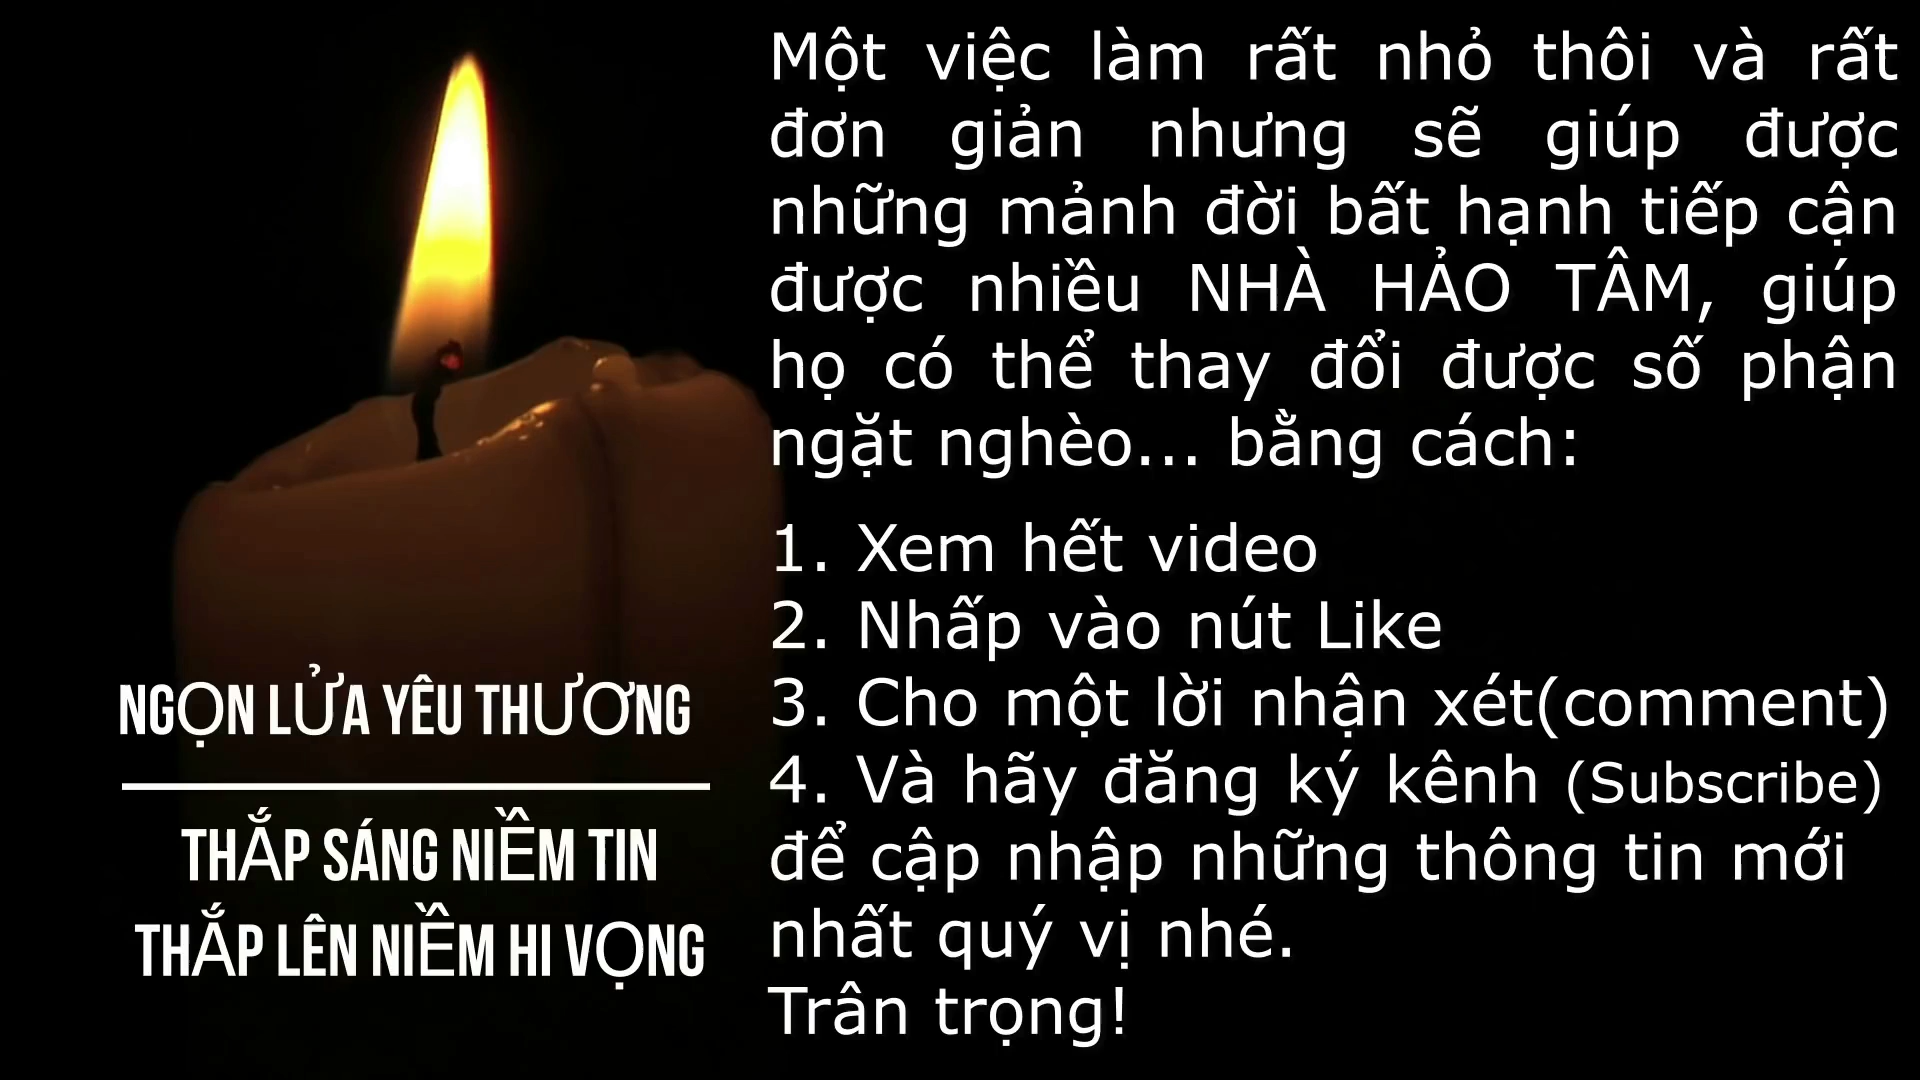 Một việc làm rất nhỏ thôi và rất
đơn giản nhưng sẽ giúp được
những mảnh đời bất hạnh tiếp cận
được nhiều NHÀ HẢO TÂM, giúp
họ có thể thay đổi được số phận
ngặt nghèo... bằng cách:
1. Xem hết video
2. Nhấp vào nút Like
3. Cho một lời nhận xét(comment)
4. Và hãy đăng ký kênh (Subscribe)
để cập nhập những thông tin mới
nhất quý vị nhé.
Trân trọng!
NGỌN LỬA YÊU THƯƠNG
THẮP SÁNG NIỀM TIN
THẮP LÊN NIỀM HI VỌNG